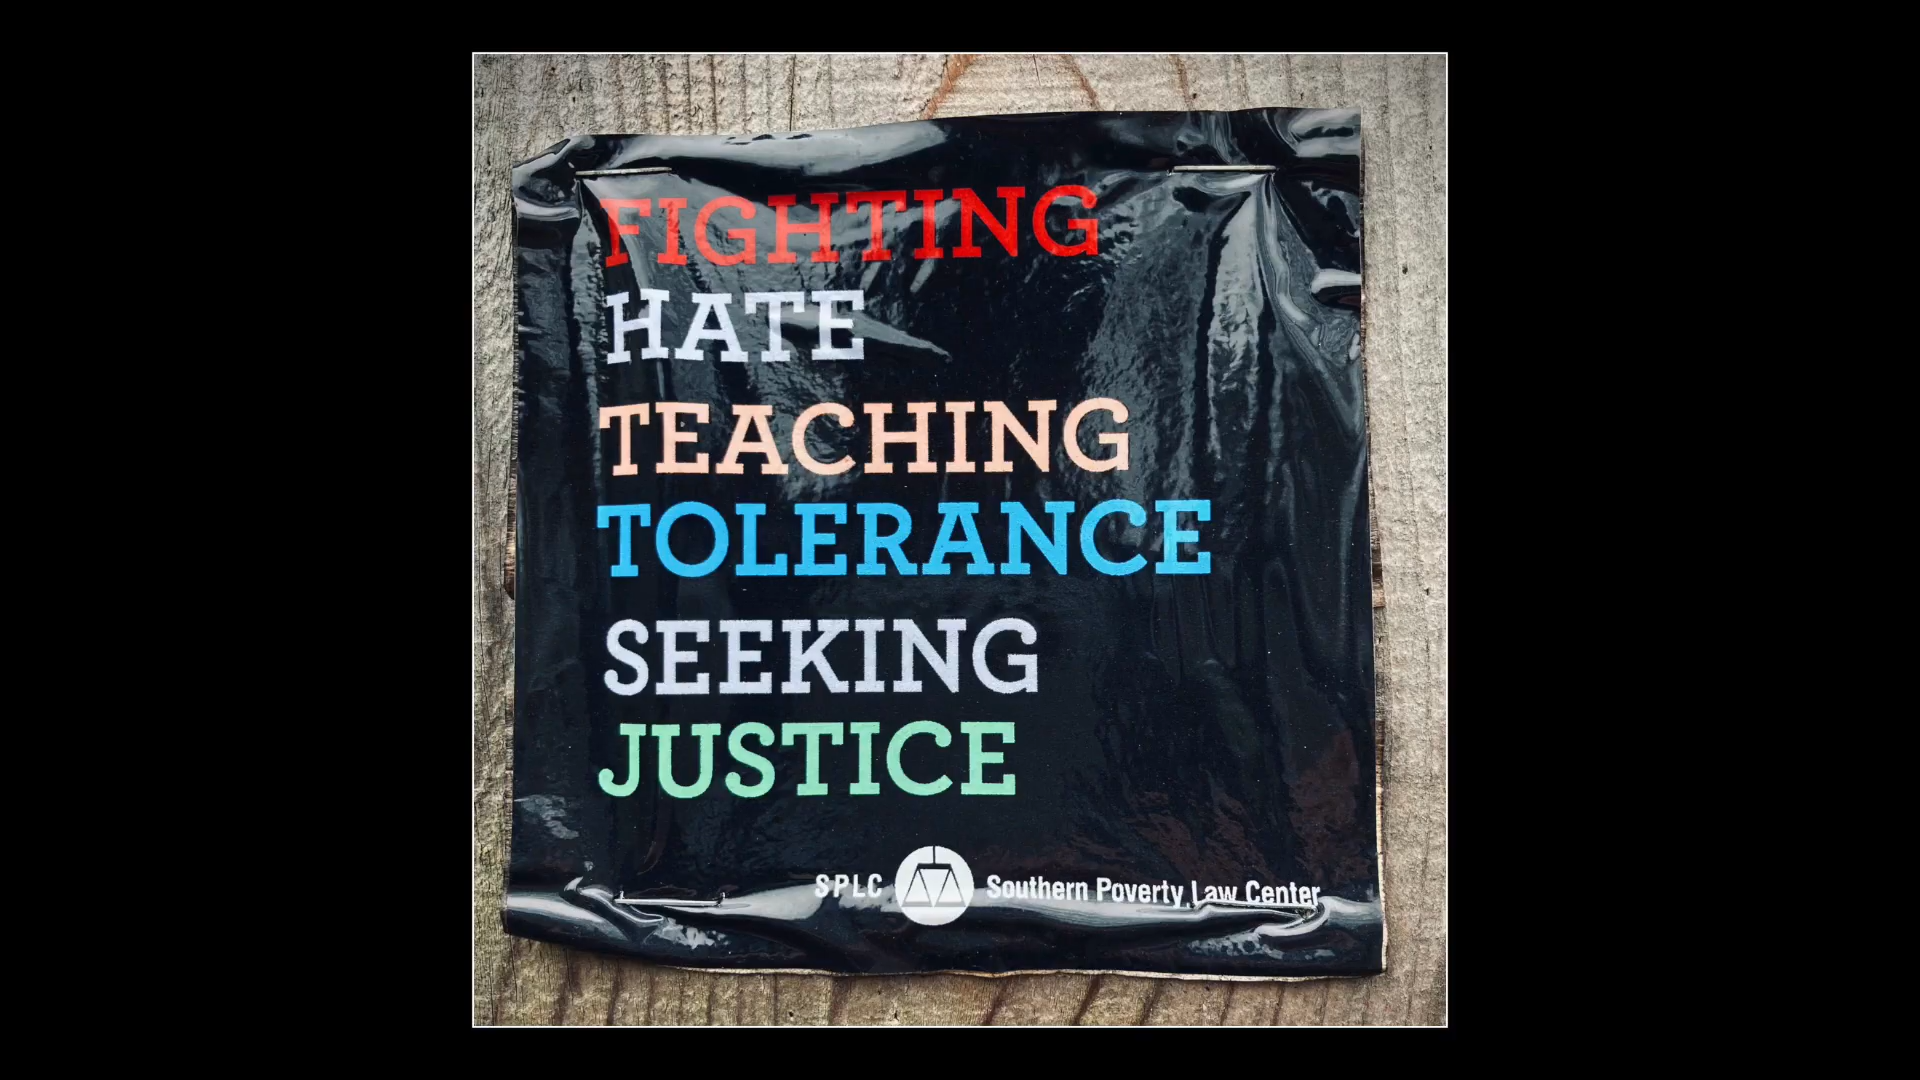 FIGHTING
HATE
TEACHING
TOLERANCE
SEEKING
JUSTICE
SPLC Southern Poverty Law Center